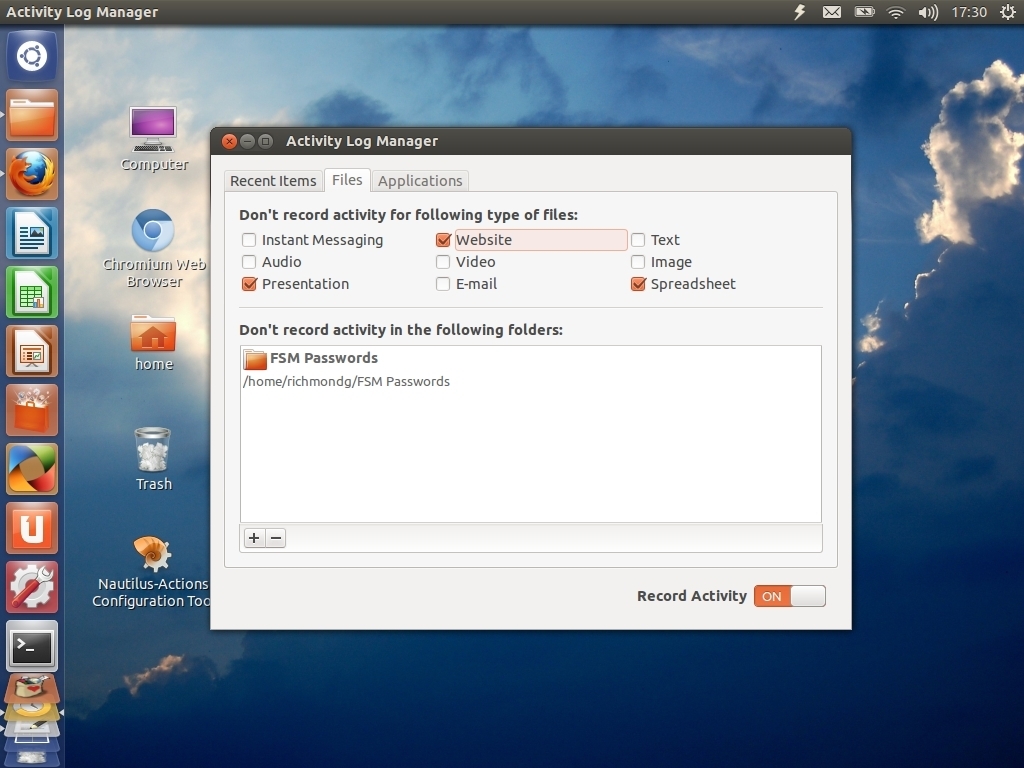 Activity Log Manager
17:30
Computer
Chromium Web
Browser
home
Trash
Nautilus-Actions
Configuration Too
Activity Log Manager
Recent Items
Files
Applications
Don't record activity for following type of files:
Instant Messaging
Website
Text
Audio
Video
Image
Presentation
E-mail
Spreadsheet
Don't record activity in the following folders:
FSM Passwords
/home/richmondg/FSM Passwords
Record Activity
ON